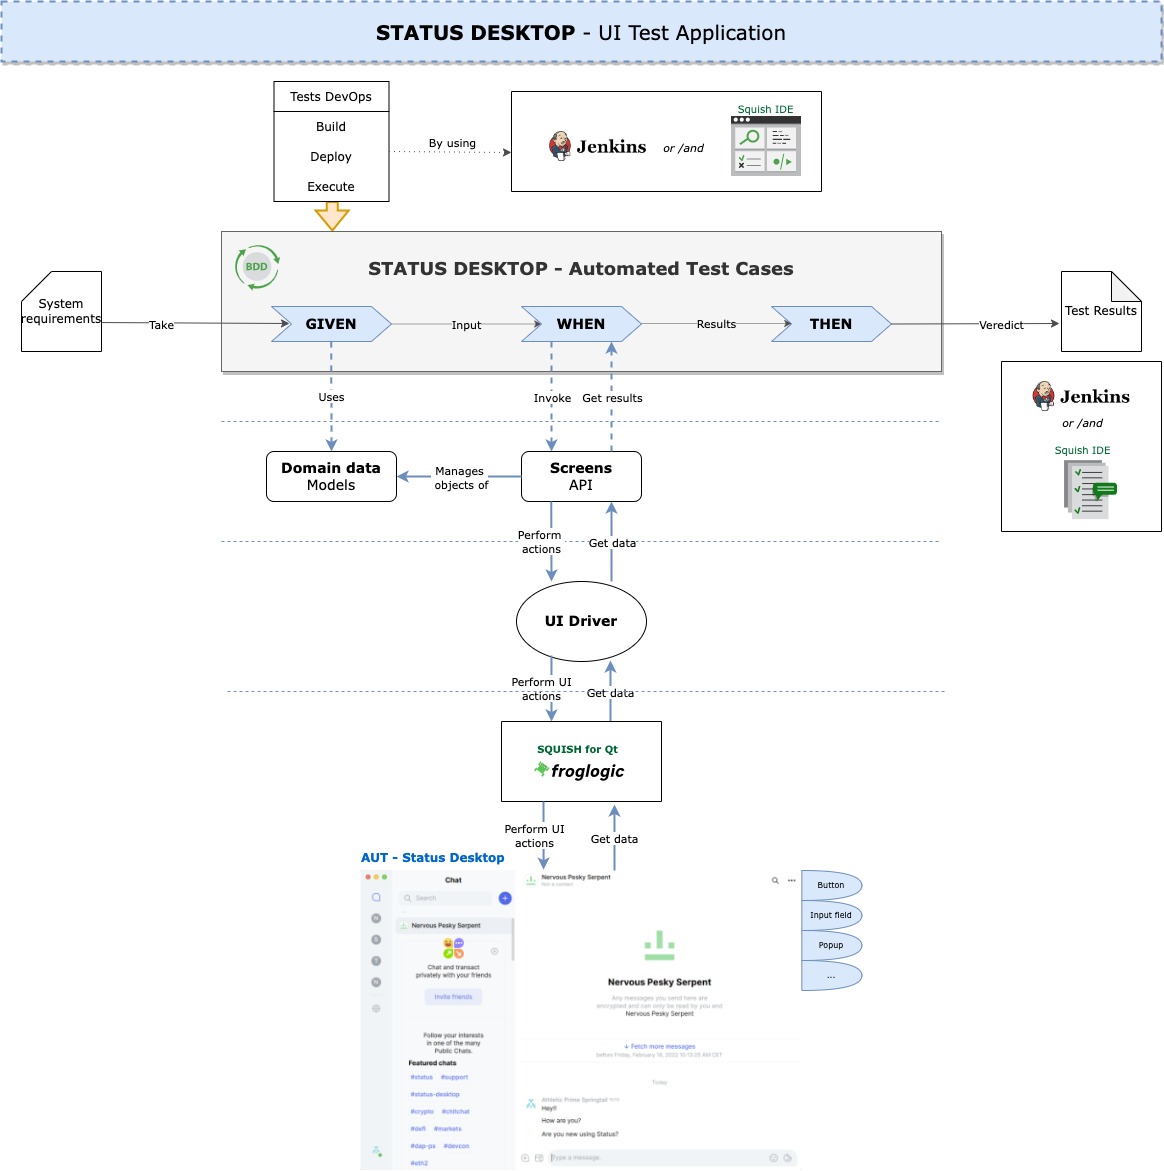 STATUS DESKTOP - UI Test Application
Tests DevOps
Build
Deploy
Execute
By using
Jenkins
or /and
Squish IDE
BDD
STATUS DESKTOP - Automated Test Cases
System
requirements
Take
GIVEN
Input
WHEN
Results
THEN
Veredict
Test Results
Jenkins
or /and
Squish IDE
Uses
Invoke
Get results
Domain data
Models
Manages
objects of
Screens
API
Perform
actions
Get data
UI Driver
Perform UI
actions
Get data
SQUISH for Qt
froglogic
Perform UI
actions
Get data
AUT - Status Desktop
Chat
Search
Nervous Pesky Serpent
Chat and transact
privately with your friends
Invite friends
Follow your interests
in one of the many
Public Chats.
Featured chats
#status #support
#status-desktop
#crypto #chitchat
#defi #markets
#dap-ps #devcon
#eth2
Nervous Pesky Serpent
Not a contact
Nervous Pesky Serpent
Any messages you send here are
encrypted and can only be read by you and
Nervous Pesky Serpent
↓ Fetch more messages
before Friday, February 18, 2022 10:13:25 AM CET
Today
Athletic Prime Springtail
Hey!!
How are you?
Are you new using Status?
Type a message.
Button
Input field
Popup
...